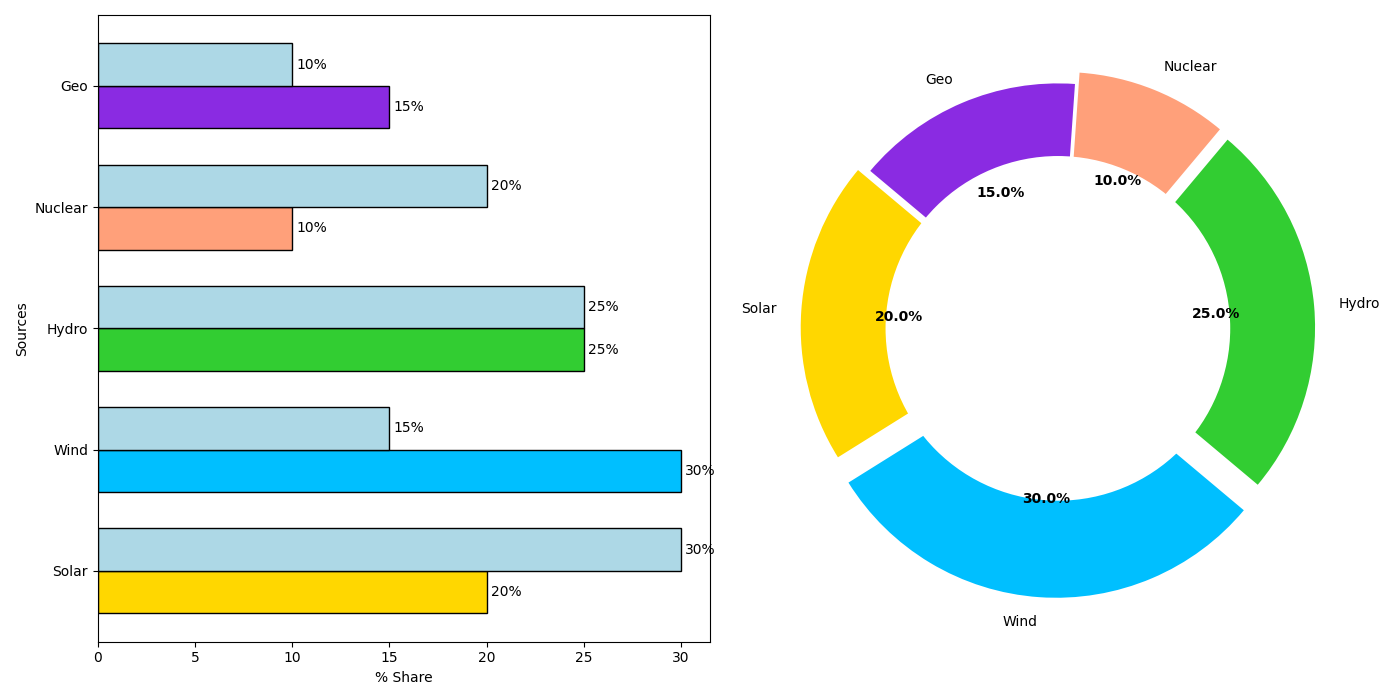 Geo
10%
15%
Nuclear
20%
10%
Hydro
25%
25%
Wind
15%
30%
Solar
30%
20%
Sources
0 5 10 15 20 25 30
% Share
Nuclear
Geo
10.0%
15.0%
Hydro
Solar
25.0%
20.0%
30.0%
Wind